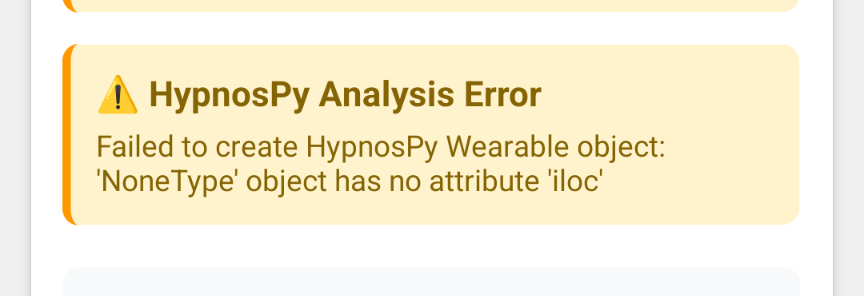 ⚠️ HypnosPy Analysis Error
Failed to create HypnosPy Wearable object:
'NoneType' object has no attribute 'iloc'